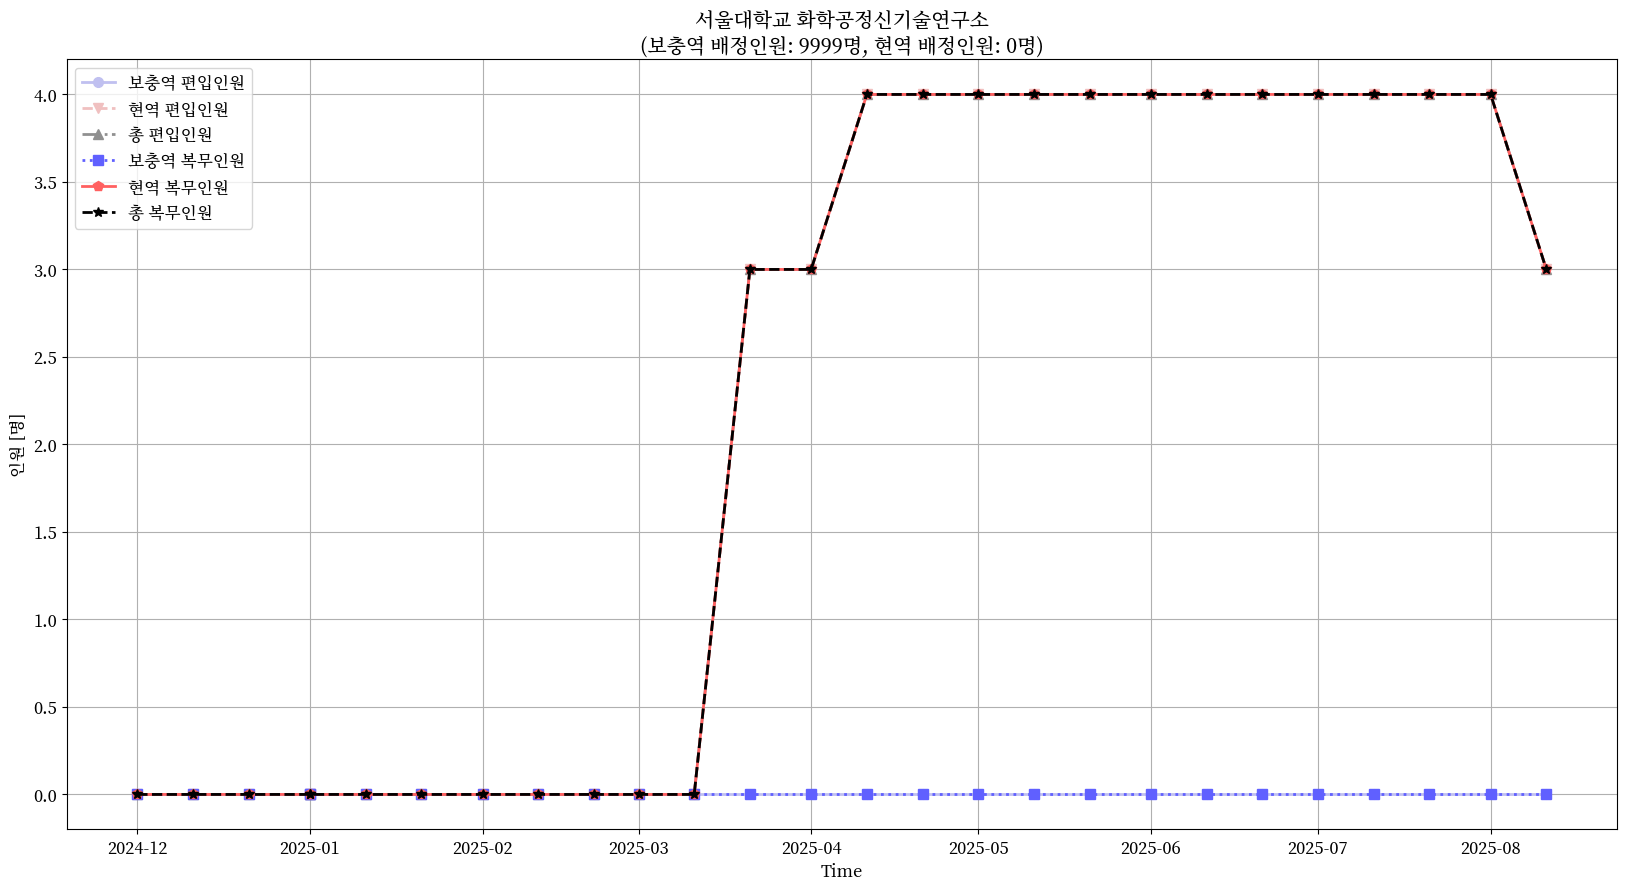 서울대학교 화학공정신기술연구소
(보충역 배정인원: 9999명, 현역 배정인원: 0명)
보충역 편입인원
현역 편입인원
총 편입인원
보충역 복무인원
현역 복무인원
총 복무인원
4.0
3.5
3.0
2.5
2.0
1.5
1.0
0.5
0.0
인원 [명]
2024-12
2025-01
2025-02
2025-03
2025-04
2025-05
2025-06
2025-07
2025-08
Time